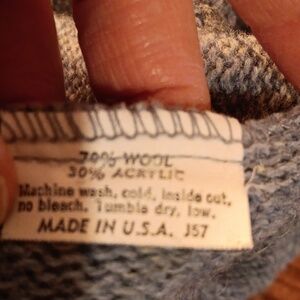 70% WOOL
30% ACRYLIC
Machine wash, cold, inside out,
no bleach. Tumble dry, low.
MADE IN U.S.A. J57